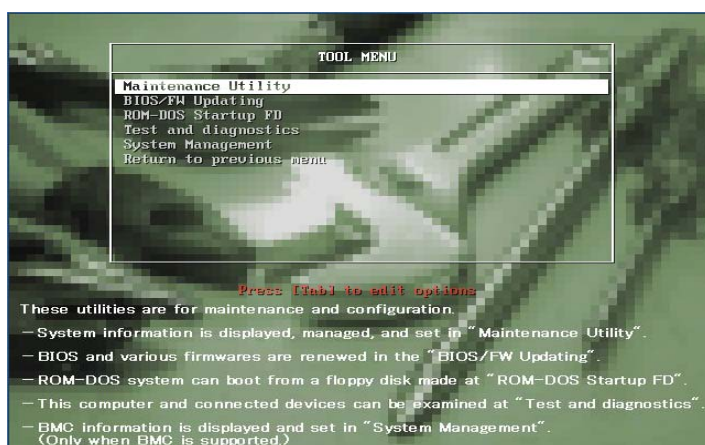 TOOL MENU
Maintenance Utility
BIOS/FW Updating
ROM-DOS Startup FD
Test and diagnostics
System Management
Return to previous menu
Press [Tab] to edit options
These utilities are for maintenance and configuration.
-System information is displayed, managed, and set in "Maintenance Utility".
-BIOS and various firmwares are renewed in the "BIOS/FW Updating".
-ROM-DOS system can boot from a floppy disk made at "ROM-DOS Startup FD".
-This computer and connected devices can be examined at "Test and diagnostics".
-BMC information is displayed and set in "System Management".
(Only when BMC is supported.)